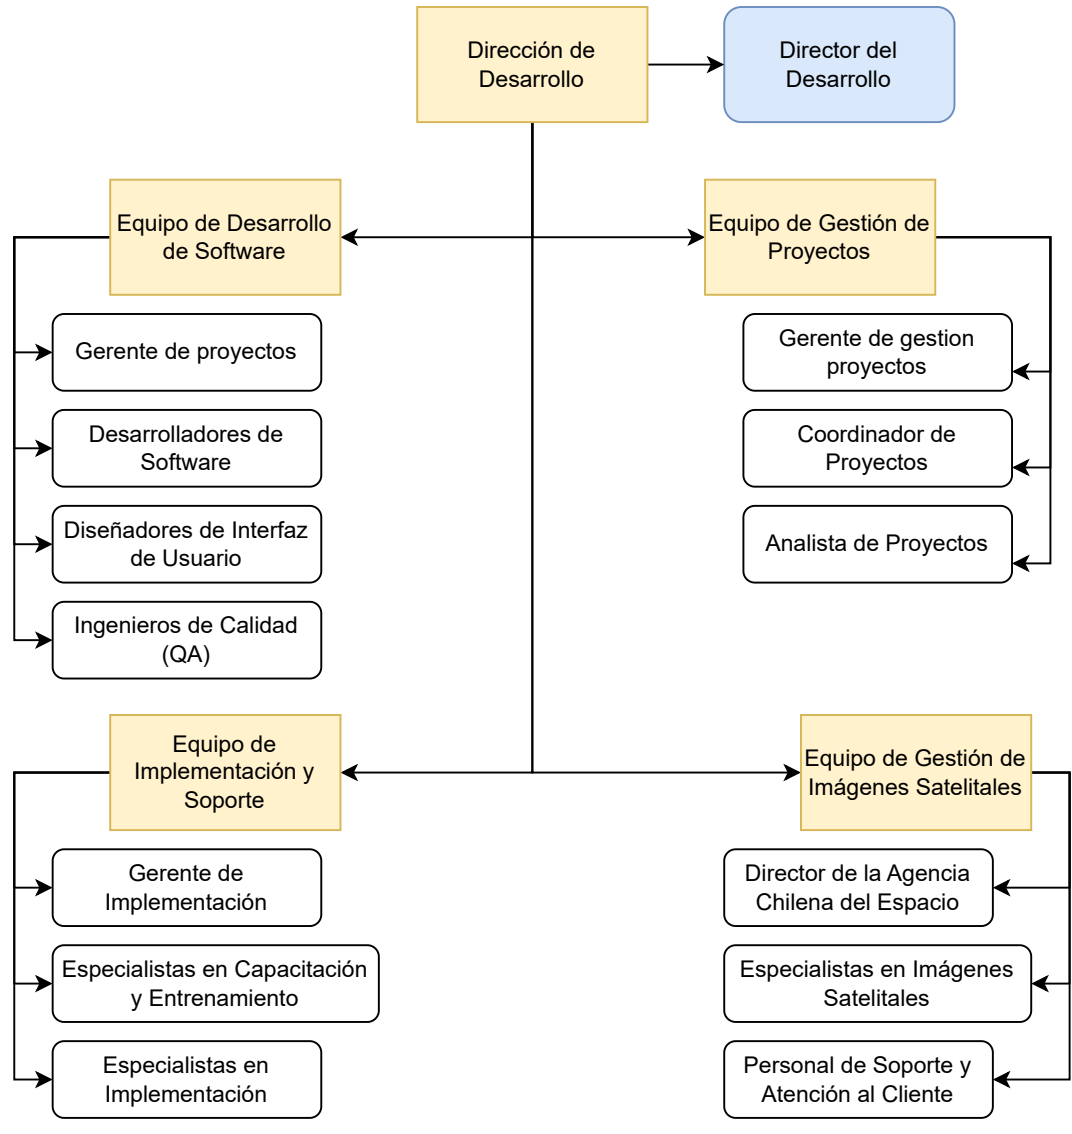 Dirección de
Desarrollo
Director del
Desarrollo
Equipo de Desarrollo
de Software
Equipo de Gestión de
Proyectos
Gerente de proyectos
Desarrolladores de
Software
Diseñadores de Interfaz
de Usuario
Ingenieros de Calidad
(QA)
Gerente de gestion
proyectos
Coordinador de
Proyectos
Analista de Proyectos
Equipo de
Implementación y
Soporte
Equipo de Gestión de
Imágenes Satelitales
Gerente de
Implementación
Especialistas en Capacitación
y Entrenamiento
Especialistas en
Implementación
Director de la Agencia
Chilena del Espacio
Especialistas en Imágenes
Satelitales
Personal de Soporte y
Atención al Cliente